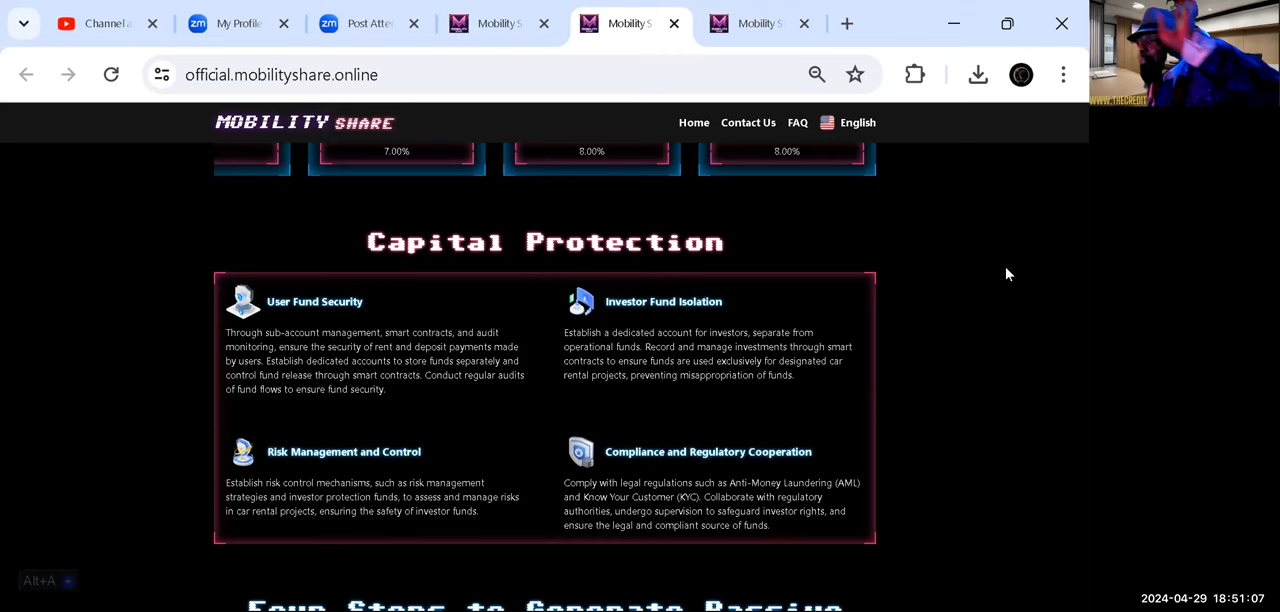 Channel a
My Profile
Post Atter
Mobility S
Mobility S
Mobility S
official.mobilityshare.online
WWW.THECREDIT
MOBILITY SHARE
Home Contact Us FAQ English
7.00% 8.00% 8.00%
Capital Protection
User Fund Security
Through sub-account management, smart contracts, and audit
monitoring, ensure the security of rent and deposit payments made
by users. Establish dedicated accounts to store funds separately and
control fund release through smart contracts. Conduct regular audits
of fund flows to ensure fund security.
Investor Fund Isolation
Establish a dedicated account for investors, separate from
operational funds. Record and manage investments through smart
contracts to ensure funds are used exclusively for designated car
rental projects, preventing misappropriation of funds.
Risk Management and Control
Establish risk control mechanisms, such as risk management
strategies and investor protection funds, to assess and manage risks
in car rental projects, ensuring the safety of investor funds.
Compliance and Regulatory Cooperation
Comply with legal regulations such as Anti-Money Laundering (AML)
and Know Your Customer (KYC). Collaborate with regulatory
authorities, undergo supervision to safeguard investor rights, and
ensure the legal and compliant source of funds.
Alt+A
Four Steps to Generate Passive
2024-04-29 18:51:07